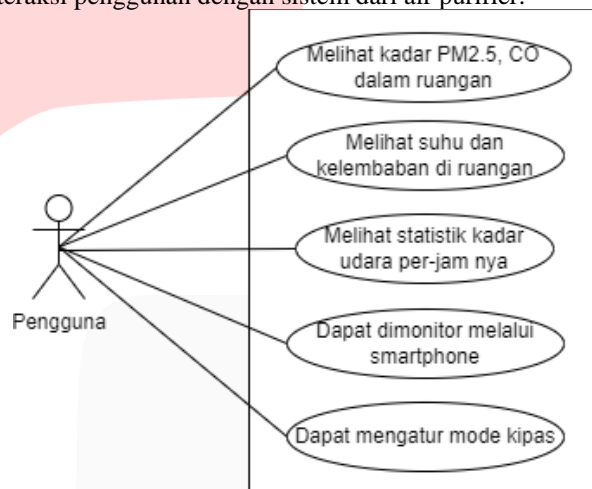 pengguna dengan sistem dari air purifier.
Melihat kadar PM2.5, CO
dalam ruangan
Melihat suhu dan
kelembaban di ruangan
Melihat statistik kadar
udara per-jam nya
Pengguna
Dapat dimonitor melalui
smartphone
Dapat mengatur mode kipas